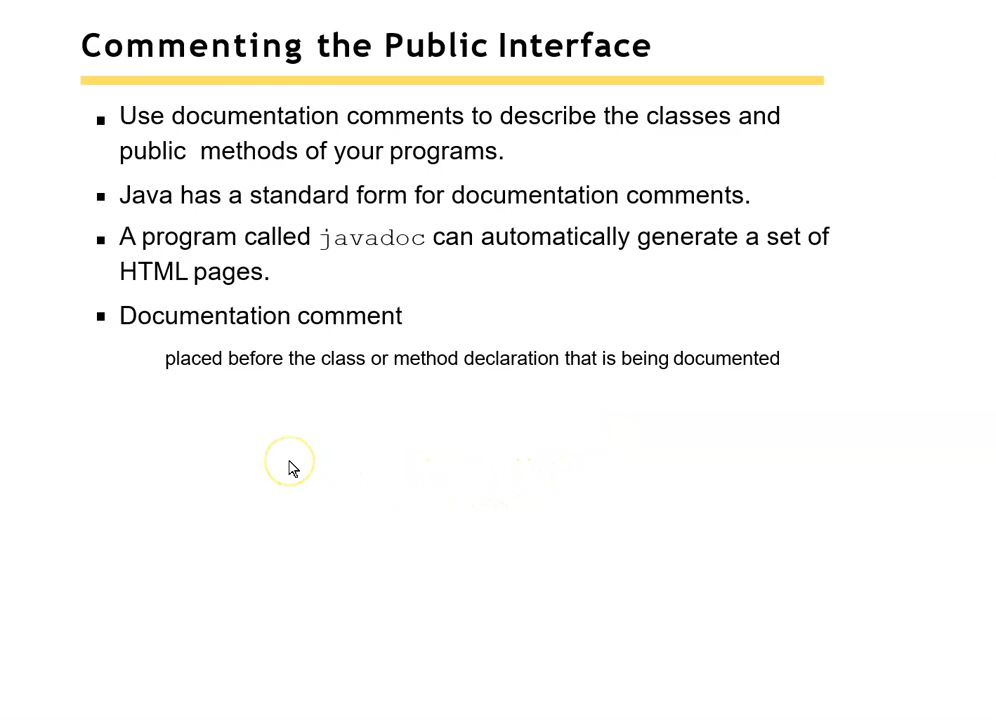 Commenting the Public Interface
Use documentation comments to describe the classes and
public methods of your programs.
Java has a standard form for documentation comments.
A program called javadoc can automatically generate a set of
HTML pages.
Documentation comment
placed before the class or method declaration that is being documented